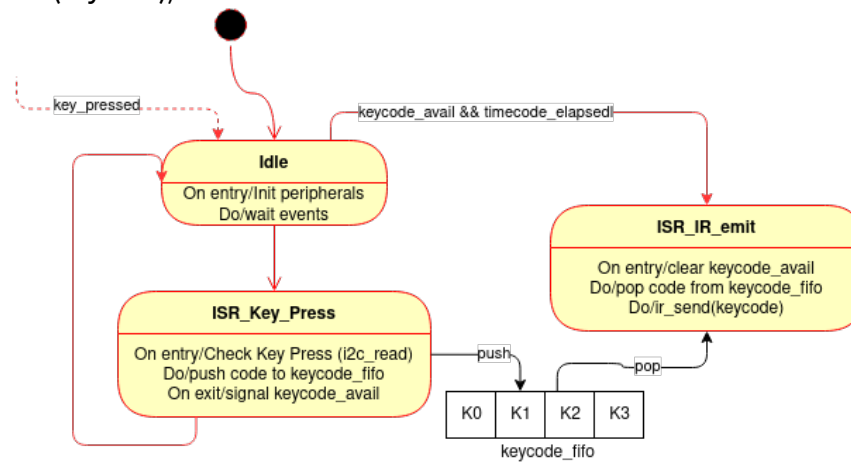 key_pressed
keycode_avail && timecode_elapsed
Idle
On entry/Init peripherals
Do/wait events
ISR_IR_emit
On entry/clear keycode_avail
Do/pop code from keycode_fifo
Do/ir_send(keycode)
ISR_Key_Press
On entry/Check Key Press (i2c_read)
Do/push code to keycode_fifo
On exit/signal keycode_avail
push
pop
K0 K1 K2 K3
keycode_fifo